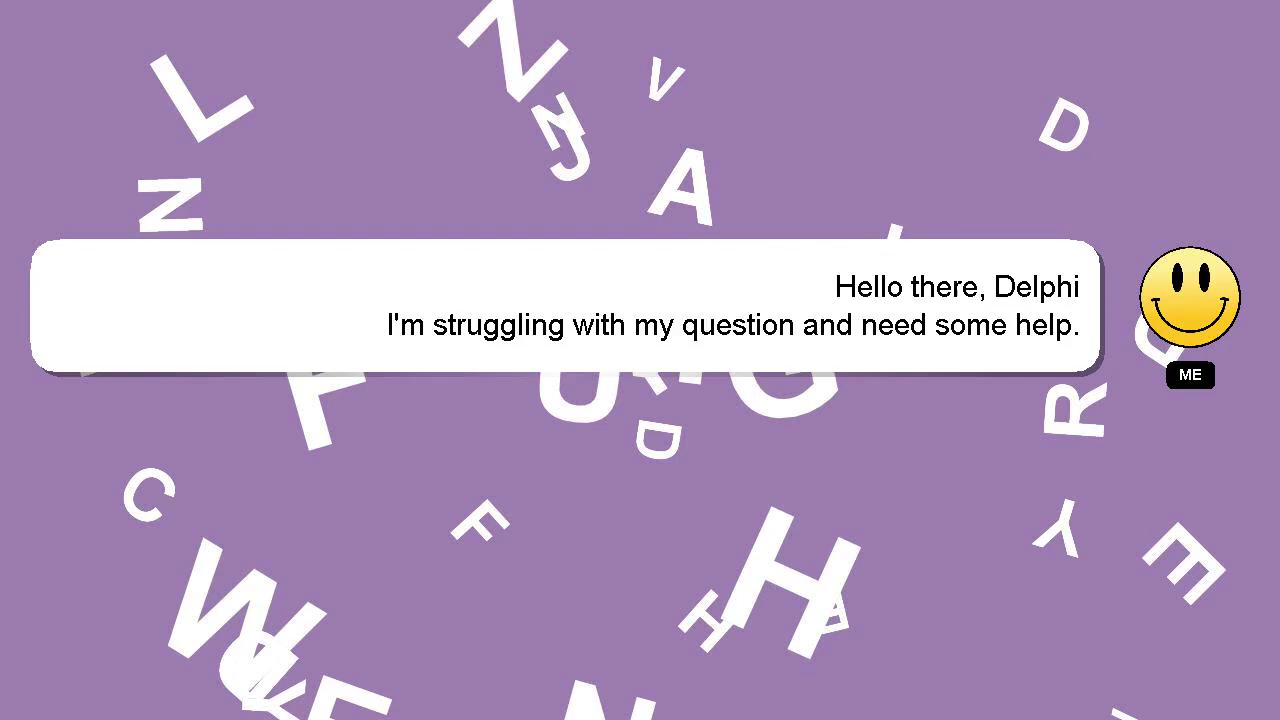 Hello there, Delphi
I'm struggling with my question and need some help.
ME
L
N
V
D
N
J
A
N
F
U
G
D
R
C
F
Y
E
W
H
H